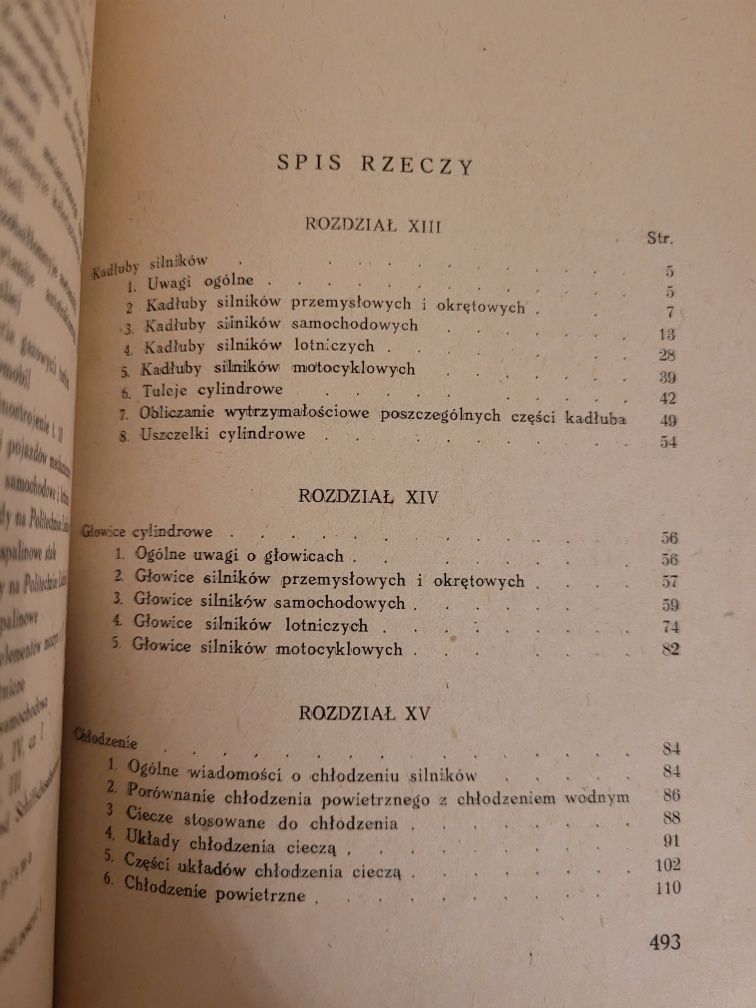 SPIS RZECZY
ROZDZIAŁ XIII
Str.
Kadłuby silników . . . . . . . . . . 5
1. Uwagi ogólne . . . . . . . . . . 5
2 Kadłuby silników przemysłowych i okrętowych . . . 7
3. Kadłuby silników samochodowych . . . . . 13
4. Kadłuby silników lotniczych . . . . . . 28
5. Kadłuby silników motocyklowych . . . . . 39
6. Tuleje cylindrowe . . . . . . . . 42
7. Obliczanie wytrzymałościowe poszczególnych części kadłuba 49
8. Uszczelki cylindrowe . . . . . . . . 54
ROZDZIAŁ XIV
Głowice cylindrowe . . . . . . . . . . 56
1. Ogólne uwagi o głowicach . . . . . . . 56
2. Głowice silników przemysłowych i okrętowych . . . 57
3. Głowice silników samochodowych . . . . . . 59
4. Głowice silników lotniczych . . . . . . . 74
5. Głowice silników motocyklowych . . . . . . 82
ROZDZIAŁ XV
Chłodzenie . . . . . . . . . . . . 84
1. Ogólne wiadomości o chłodzeniu silników . . . . 84
2. Porównanie chłodzenia powietrznego z chłodzeniem wodnym 86
3 Ciecze stosowane do chłodzenia . . . . . . 88
4. Układy chłodzenia cieczą . . . . . . . 91
5. Części układów chłodzenia cieczą . . . . . . 102
6. Chłodzenie powietrzne . . . . . . . . 110
493